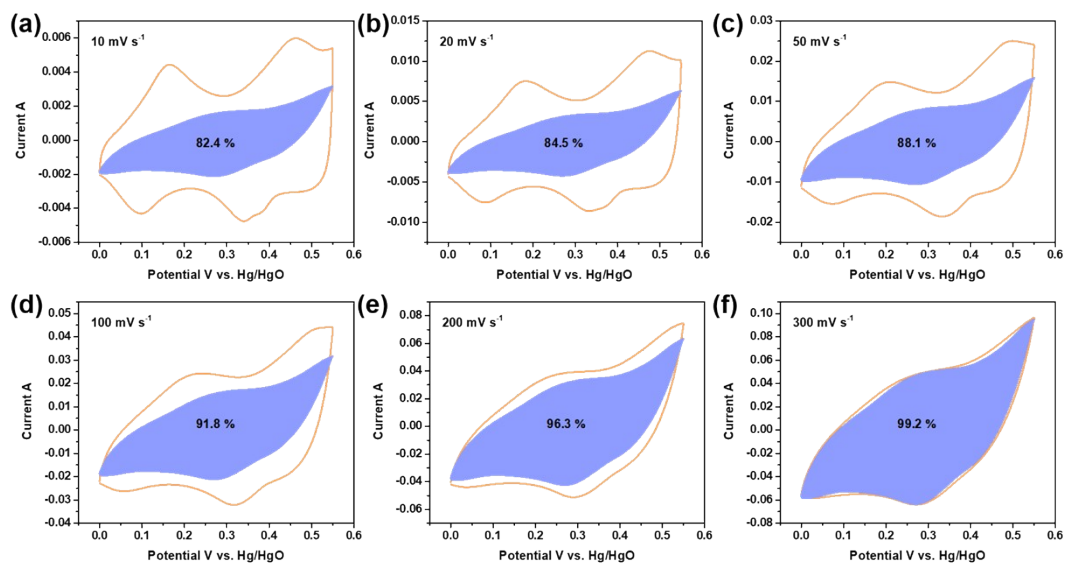 (a)
10 mV s⁻¹
0.006
0.004
0.002
0.000
-0.002
-0.004
-0.006
Current A
82.4 %
0.0 0.1 0.2 0.3 0.4 0.5 0.6
Potential V vs. Hg/HgO
(b)
20 mV s⁻¹
0.015
0.010
0.005
0.000
-0.005
-0.010
Current A
84.5 %
0.0 0.1 0.2 0.3 0.4 0.5 0.6
Potential V vs. Hg/HgO
(c)
50 mV s⁻¹
0.03
0.02
0.01
0.00
-0.01
-0.02
Current A
88.1 %
0.0 0.1 0.2 0.3 0.4 0.5 0.6
Potential V vs. Hg/HgO
(d)
100 mV s⁻¹
0.05
0.04
0.03
0.02
0.01
0.00
-0.01
-0.02
-0.03
-0.04
Current A
91.8 %
0.0 0.1 0.2 0.3 0.4 0.5 0.6
Potential V vs. Hg/HgO
(e)
200 mV s⁻¹
0.08
0.06
0.04
0.02
0.00
-0.02
-0.04
-0.06
Current A
96.3 %
0.0 0.1 0.2 0.3 0.4 0.5 0.6
Potential V vs. Hg/HgO
(f)
300 mV s⁻¹
0.10
0.08
0.06
0.04
0.02
0.00
-0.02
-0.04
-0.06
-0.08
Current A
99.2 %
0.0 0.1 0.2 0.3 0.4 0.5 0.6
Potential V vs. Hg/HgO